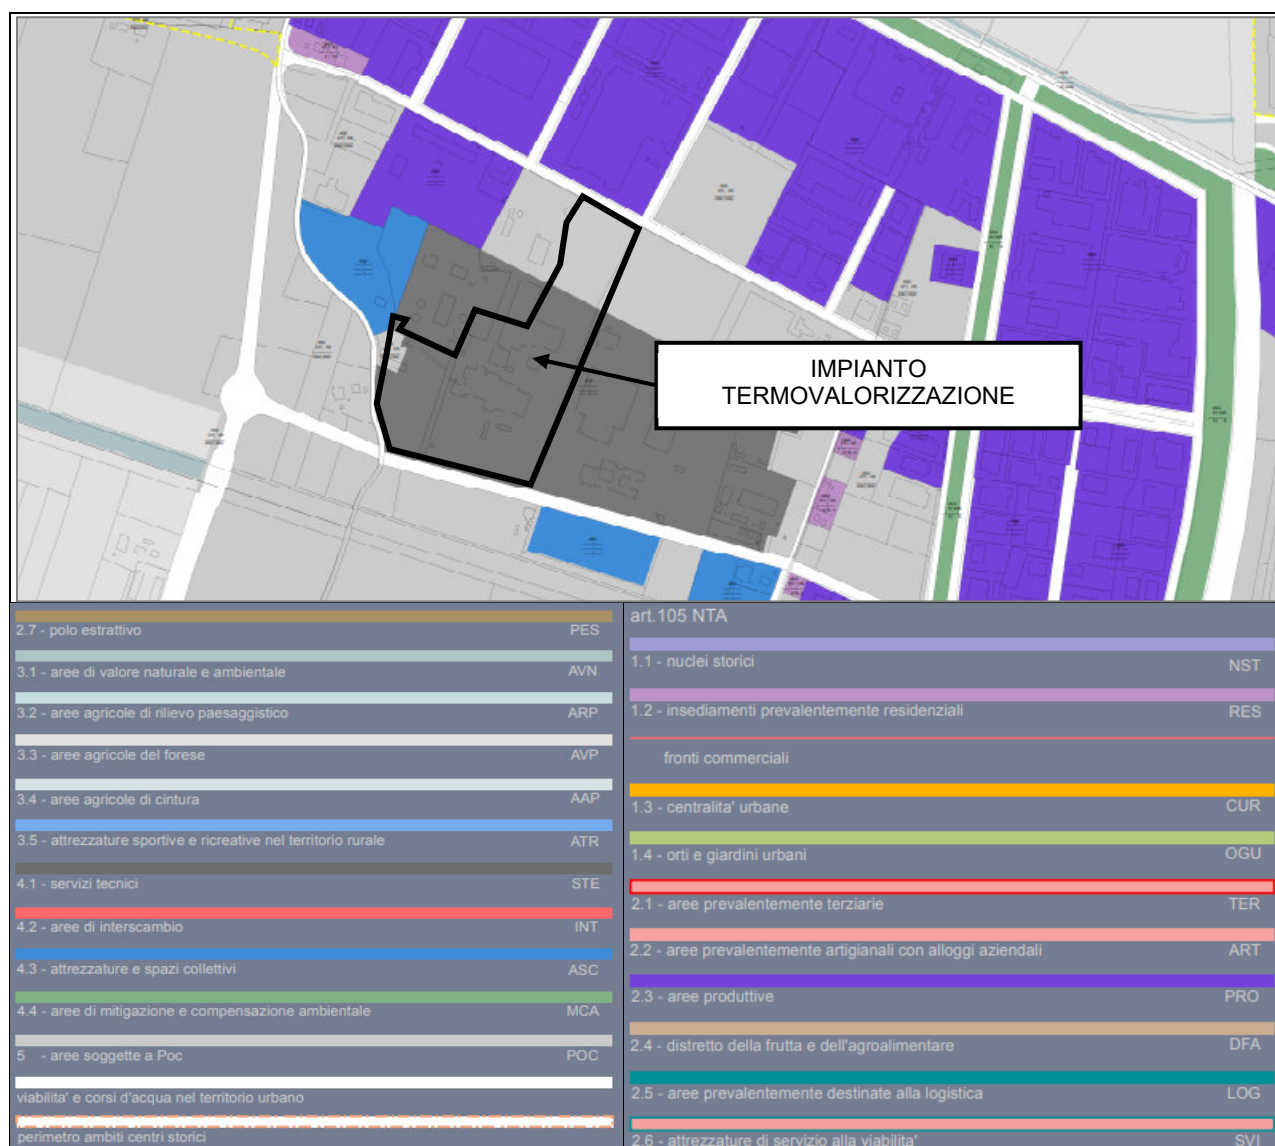 IMPIANTO
TERMOVALORIZZAZIONE
2.7 - polo estrattivo PES
3.1 - aree di valore naturale e ambientale AVN
3.2 - aree agricole di rilievo paesaggistico ARP
3.3 - aree agricole del forese AVP
3.4 - aree agricole di cintura AAP
3.5 - attrezzature sportive e ricreative nel territorio rurale ATR
4.1 - servizi tecnici STE
4.2 - aree di interscambio INT
4.3 - attrezzature e spazi collettivi ASC
4.4 - aree di mitigazione e compensazione ambientale MCA
5 - aree soggette a Poc POC
viabilita' e corsi d'acqua nel territorio urbano
perimetro ambiti centri storici
art.105 NTA
1.1 - nuclei storici NST
1.2 - insediamenti prevalentemente residenziali RES
fronti commerciali
1.3 - centralita' urbane CUR
1.4 - orti e giardini urbani OGU
2.1 - aree prevalentemente terziarie TER
2.2 - aree prevalentemente artigianali con alloggi aziendali ART
2.3 - aree produttive PRO
2.4 - distretto della frutta e dell'agroalimentare DFA
2.5 - aree prevalentemente destinate alla logistica LOG
2.6 - attrezzature di servizio alla viabilita' SVI